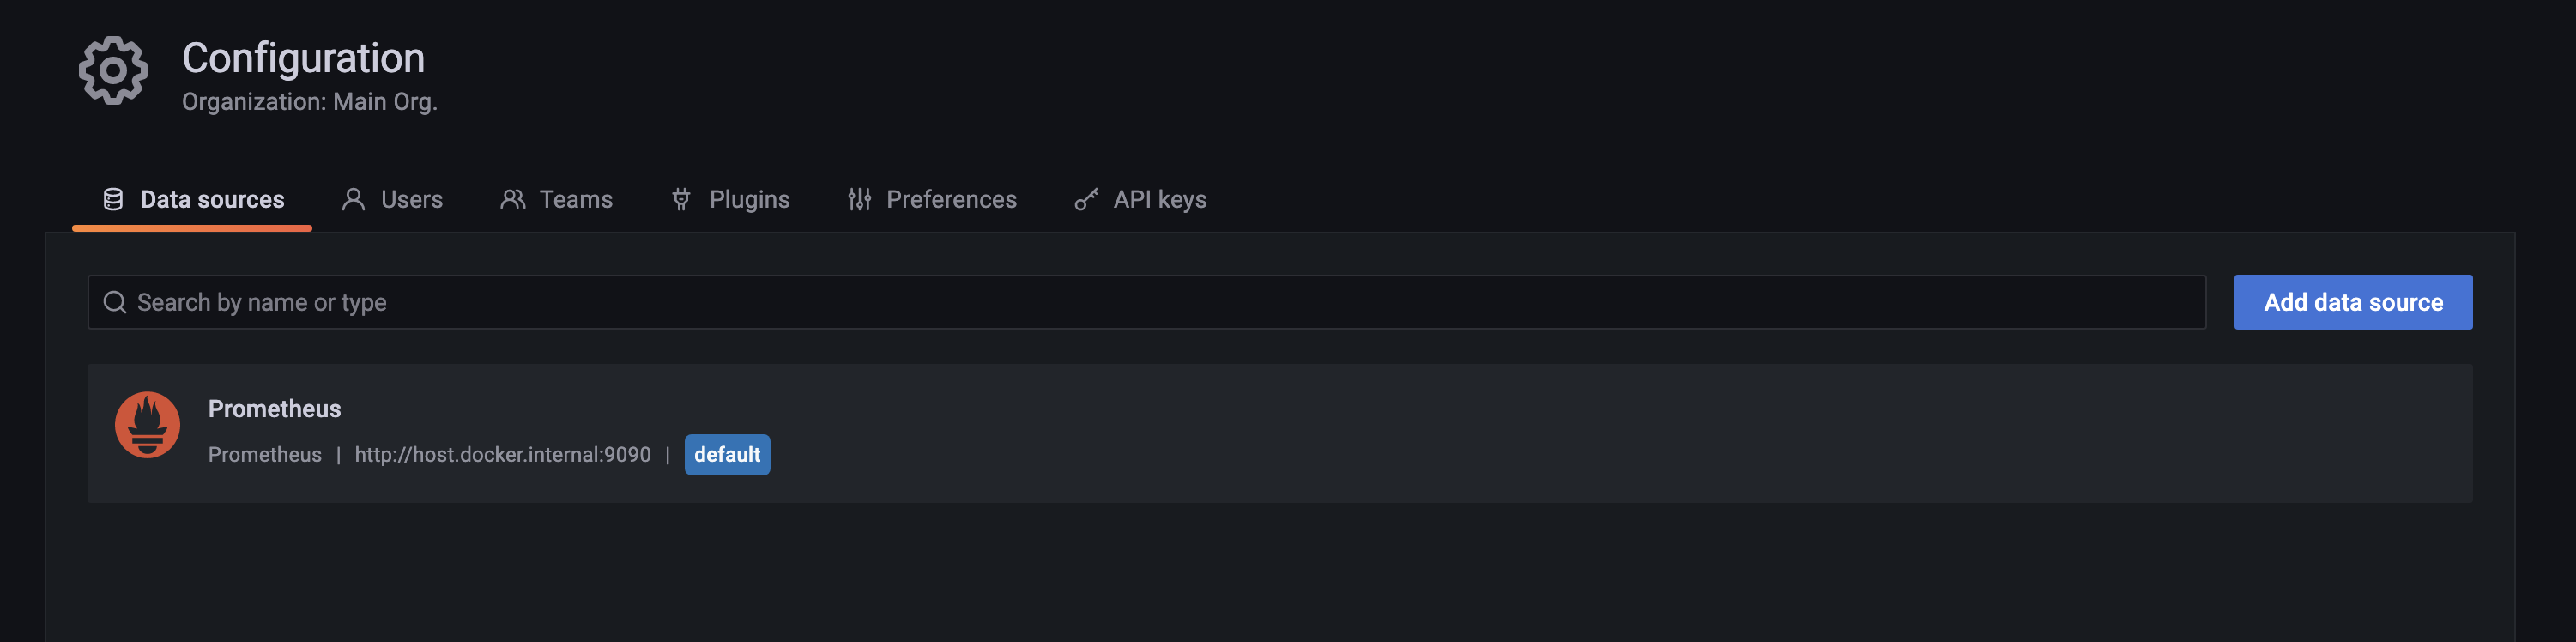 Configuration
Organization: Main Org.
Data sources Users Teams Plugins Preferences API keys
Search by name or type Add data source
Prometheus
Prometheus | http://host.docker.internal:9090 | default